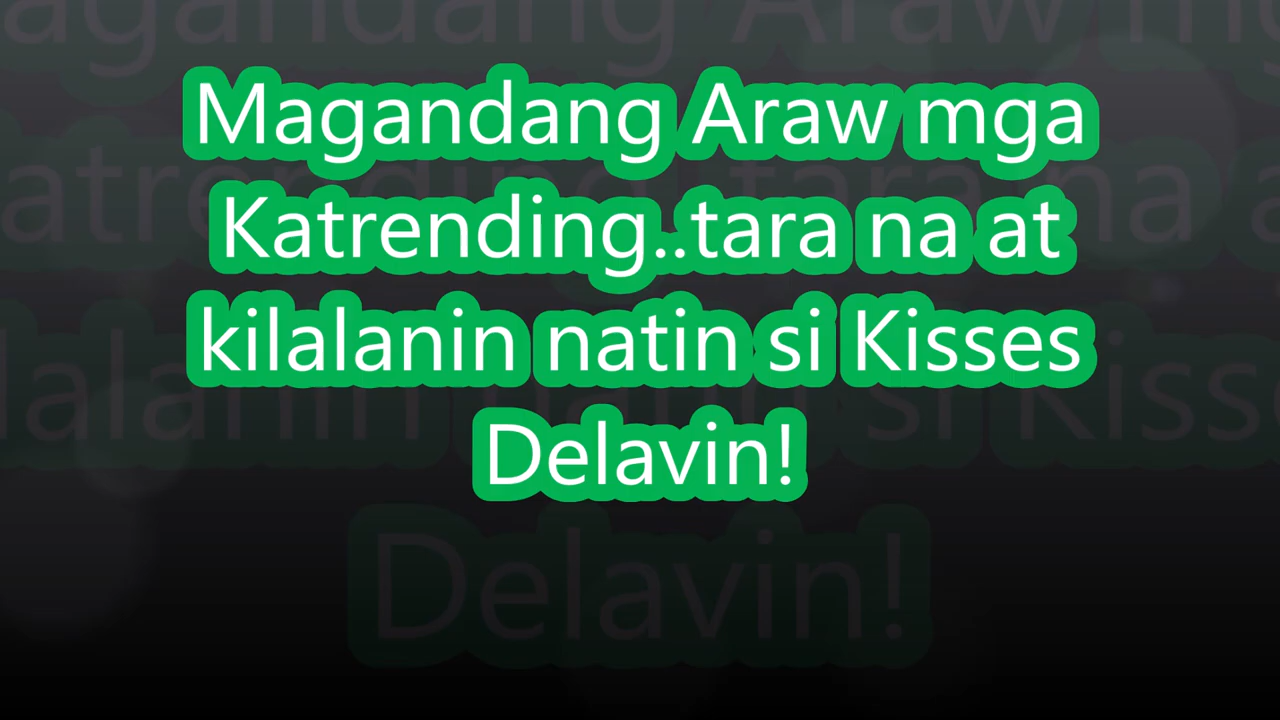 Magandang Araw mga
Katrending..tara na at
kilalanin natin si Kisses
Delavin!